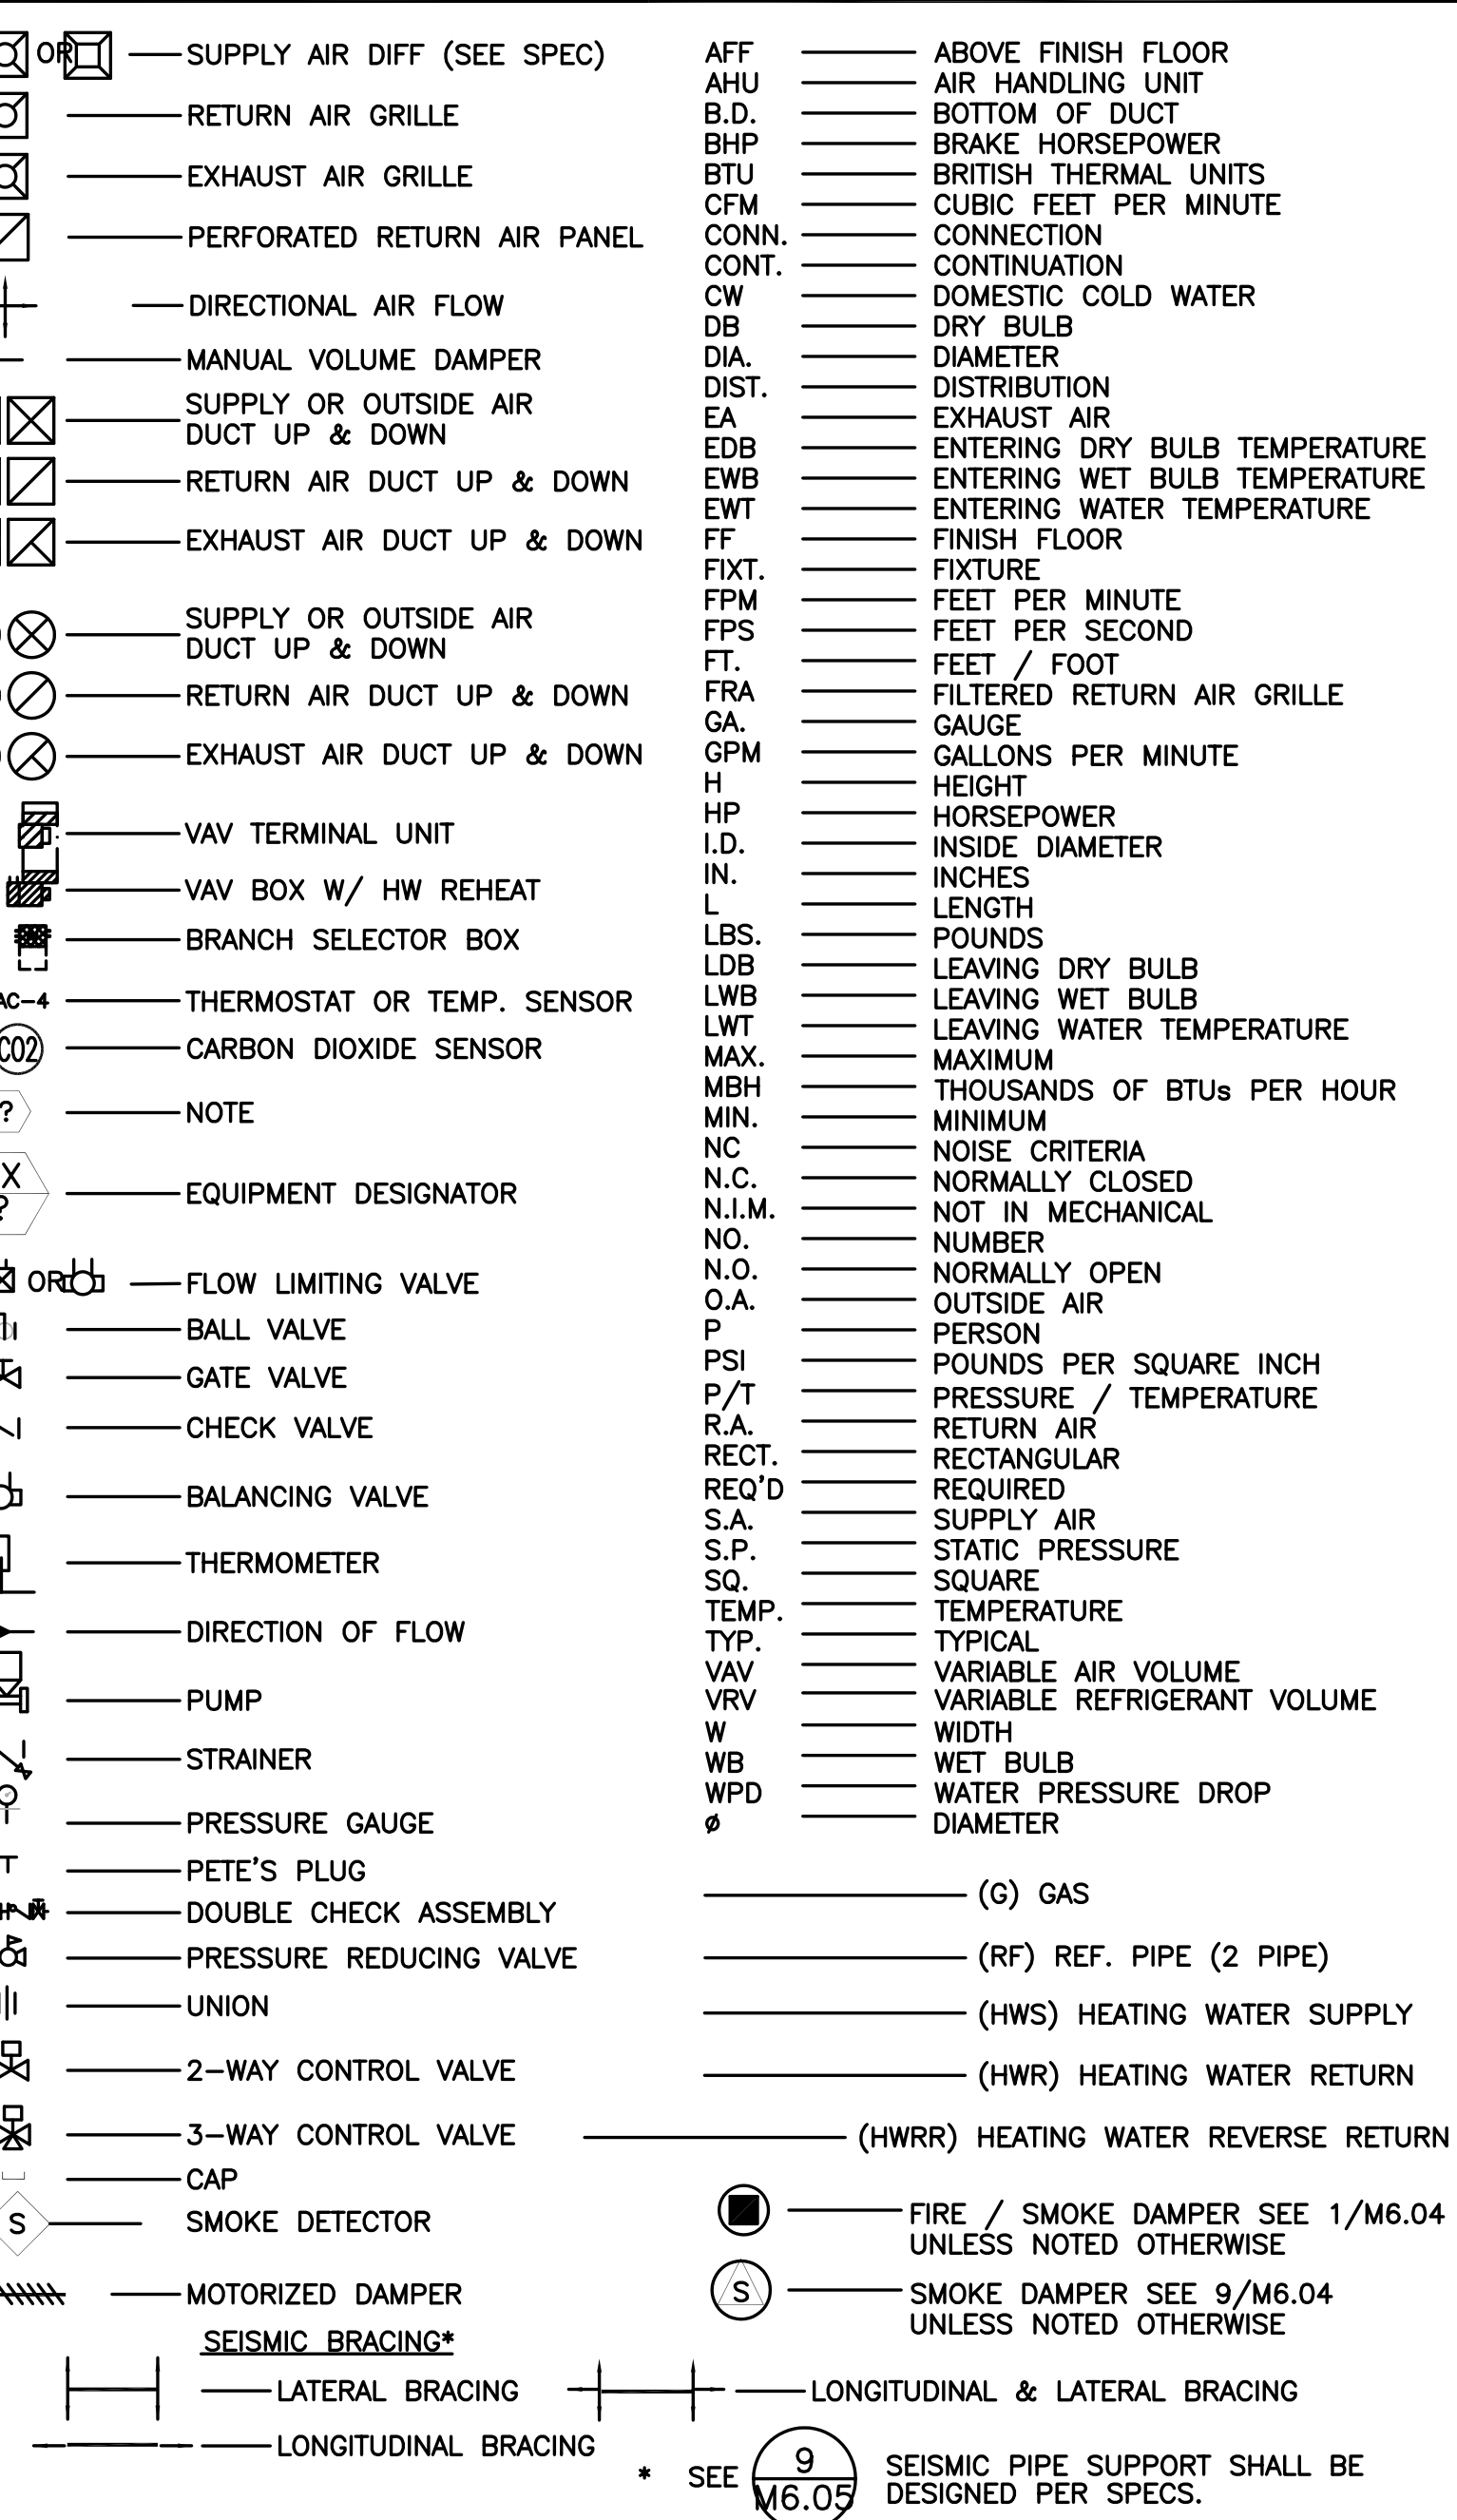 OR SUPPLY AIR DIFF (SEE SPEC)
RETURN AIR GRILLE
EXHAUST AIR GRILLE
PERFORATED RETURN AIR PANEL
DIRECTIONAL AIR FLOW
MANUAL VOLUME DAMPER
SUPPLY OR OUTSIDE AIR
DUCT UP & DOWN
RETURN AIR DUCT UP & DOWN
EXHAUST AIR DUCT UP & DOWN
SUPPLY OR OUTSIDE AIR
DUCT UP & DOWN
RETURN AIR DUCT UP & DOWN
EXHAUST AIR DUCT UP & DOWN
VAV TERMINAL UNIT
VAV BOX W/ HW REHEAT
BRANCH SELECTOR BOX
AC-4 THERMOSTAT OR TEMP. SENSOR
CO2 CARBON DIOXIDE SENSOR
? NOTE
X
? EQUIPMENT DESIGNATOR
OR FLOW LIMITING VALVE
BALL VALVE
GATE VALVE
CHECK VALVE
BALANCING VALVE
THERMOMETER
DIRECTION OF FLOW
PUMP
STRAINER
PRESSURE GAUGE
PETE'S PLUG
DOUBLE CHECK ASSEMBLY
PRESSURE REDUCING VALVE
UNION
2-WAY CONTROL VALVE
3-WAY CONTROL VALVE
CAP
S SMOKE DETECTOR
MOTORIZED DAMPER
AFF ABOVE FINISH FLOOR
AHU AIR HANDLING UNIT
B.D. BOTTOM OF DUCT
BHP BRAKE HORSEPOWER
BTU BRITISH THERMAL UNITS
CFM CUBIC FEET PER MINUTE
CONN. CONNECTION
CONT. CONTINUATION
CW DOMESTIC COLD WATER
DB DRY BULB
DIA. DIAMETER
DIST. DISTRIBUTION
EA EXHAUST AIR
EDB ENTERING DRY BULB TEMPERATURE
EWB ENTERING WET BULB TEMPERATURE
EWT ENTERING WATER TEMPERATURE
FF FINISH FLOOR
FIXT. FIXTURE
FPM FEET PER MINUTE
FPS FEET PER SECOND
FT. FEET / FOOT
FRA FILTERED RETURN AIR GRILLE
GA. GAUGE
GPM GALLONS PER MINUTE
H HEIGHT
HP HORSEPOWER
I.D. INSIDE DIAMETER
IN. INCHES
L LENGTH
LBS. POUNDS
LDB LEAVING DRY BULB
LWB LEAVING WET BULB
LWT LEAVING WATER TEMPERATURE
MAX. MAXIMUM
MBH THOUSANDS OF BTUs PER HOUR
MIN. MINIMUM
NC NOISE CRITERIA
N.C. NORMALLY CLOSED
N.I.M. NOT IN MECHANICAL
NO. NUMBER
N.O. NORMALLY OPEN
O.A. OUTSIDE AIR
P PERSON
PSI POUNDS PER SQUARE INCH
P/T PRESSURE / TEMPERATURE
R.A. RETURN AIR
RECT. RECTANGULAR
REQ'D REQUIRED
S.A. SUPPLY AIR
S.P. STATIC PRESSURE
SQ. SQUARE
TEMP. TEMPERATURE
TYP. TYPICAL
VAV VARIABLE AIR VOLUME
VRV VARIABLE REFRIGERANT VOLUME
W WIDTH
WB WET BULB
WPD WATER PRESSURE DROP
ø DIAMETER
(G) GAS
(RF) REF. PIPE (2 PIPE)
(HWS) HEATING WATER SUPPLY
(HWR) HEATING WATER RETURN
(HWRR) HEATING WATER REVERSE RETURN
FIRE / SMOKE DAMPER SEE 1/M6.04
UNLESS NOTED OTHERWISE
S SMOKE DAMPER SEE 9/M6.04
UNLESS NOTED OTHERWISE
SEISMIC BRACING*
LATERAL BRACING
LONGITUDINAL & LATERAL BRACING
LONGITUDINAL BRACING
* SEE 9
M6.05
SEISMIC PIPE SUPPORT SHALL BE
DESIGNED PER SPECS.